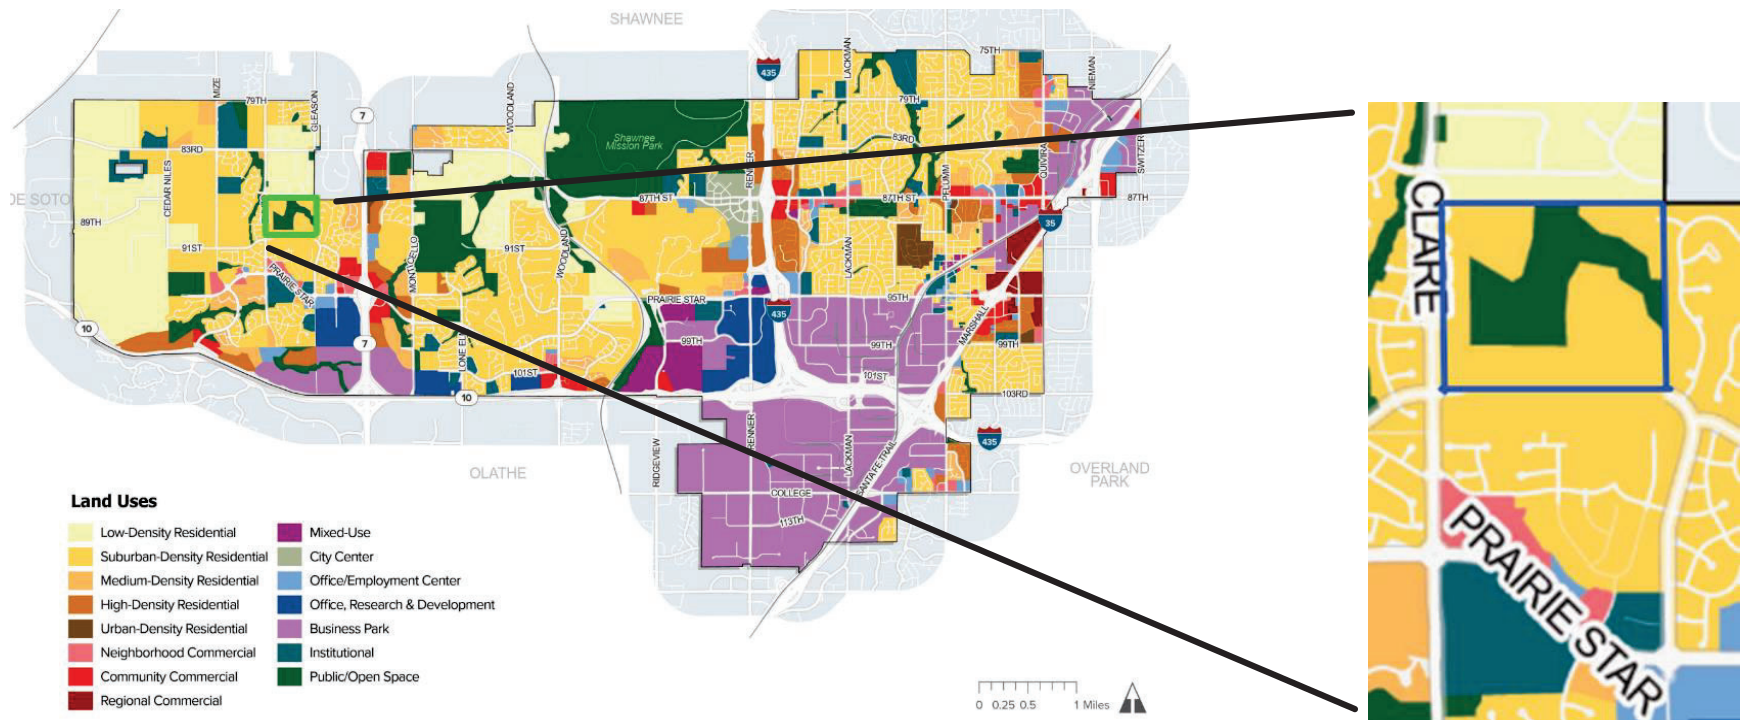 SHAWNEE
75TH
LACKMAN
NIEMAN
435
MIZE
79TH
GLEASON
7
WOODLAND
79TH
83RD
Shawnee
Mission Park
83RD
RENNER
PFLUMM
QUIVIRA
SWITZER
DE SOTO
CEDAR NILES
87TH ST
87TH ST
87TH
89TH
91ST
MONTICELLO
91ST
WOODLAND
LACKMAN
35
PRAIRIE STAR
PRAIRIE STAR
95TH
10
435
MARSHALL
7
LONE EL
99TH
99TH
99TH
101ST
101ST
10
103RD
RIDGEVIEW
RENNER
LACKMAN
SANTA FE TRAIL
435
OLATHE
OVERLAND
PARK
COLLEGE
113TH
Land Uses
Low-Density Residential
Suburban-Density Residential
Medium-Density Residential
High-Density Residential
Urban-Density Residential
Neighborhood Commercial
Community Commercial
Regional Commercial
Mixed-Use
City Center
Office/Employment Center
Office, Research & Development
Business Park
Institutional
Public/Open Space
0 0.25 0.5 1 Miles
CLARE
PRAIRIE STAR